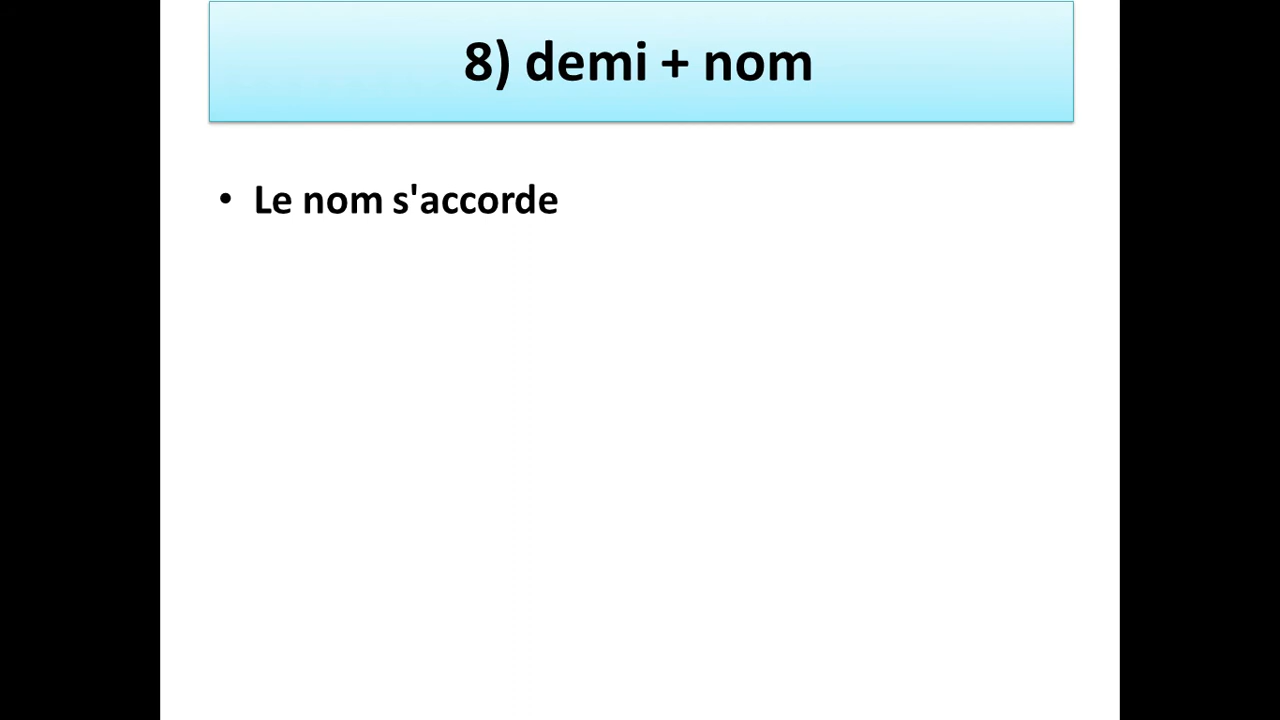 8) demi + nom
• Le nom s'accorde